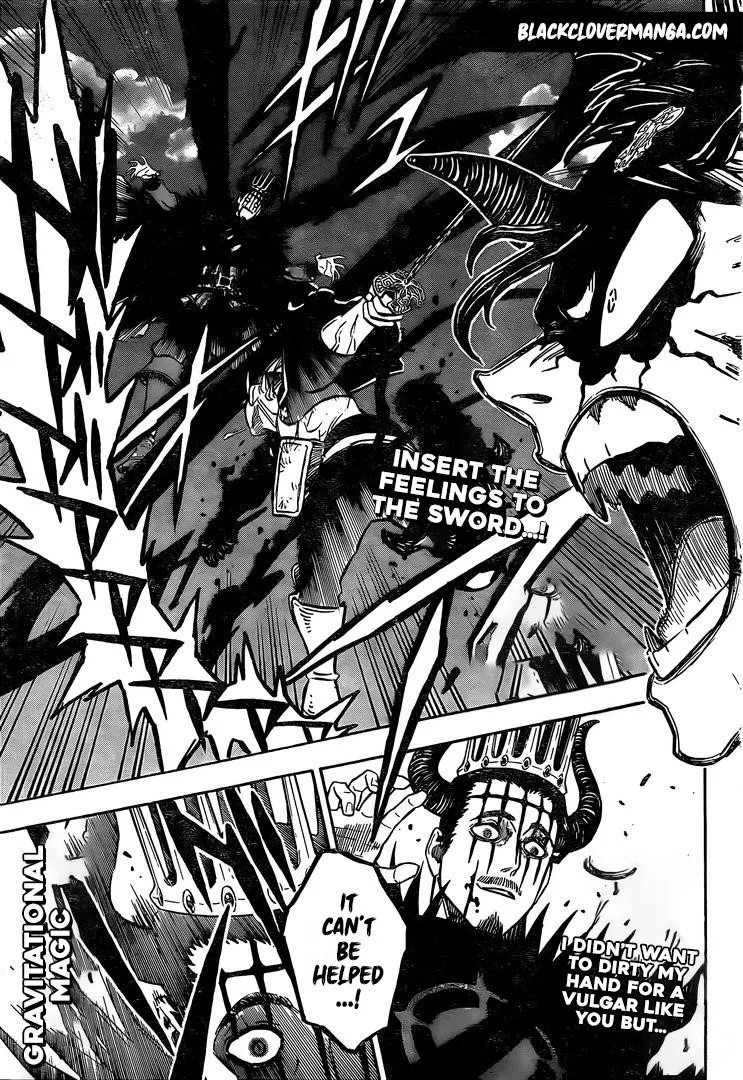 BLACKCLOVERMANGA.COM
INSERT THE
FEELINGS TO
THE SWORD...!
I DIDN'T WANT
TO DIRTY MY
HAND FOR A
VULGAR LIKE
YOU BUT...
IT
CAN'T
BE
HELPED
...!
GRAVITATIONAL
MAGIC